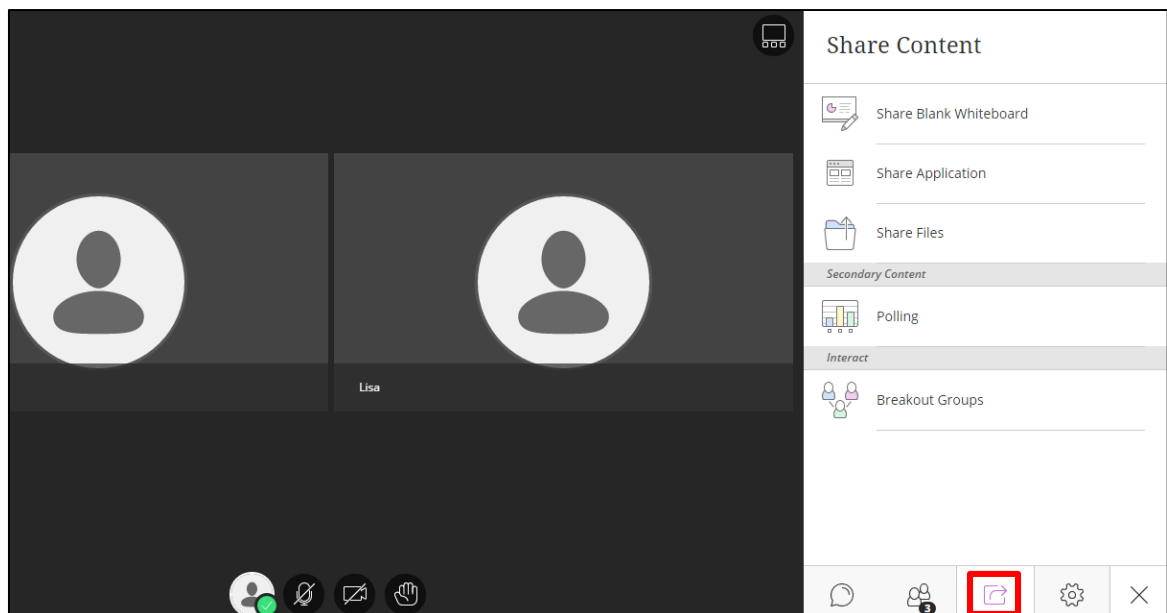 Share Content
Share Blank Whiteboard
Share Application
Share Files
Secondary Content
Polling
Interact
Breakout Groups
Lisa
3